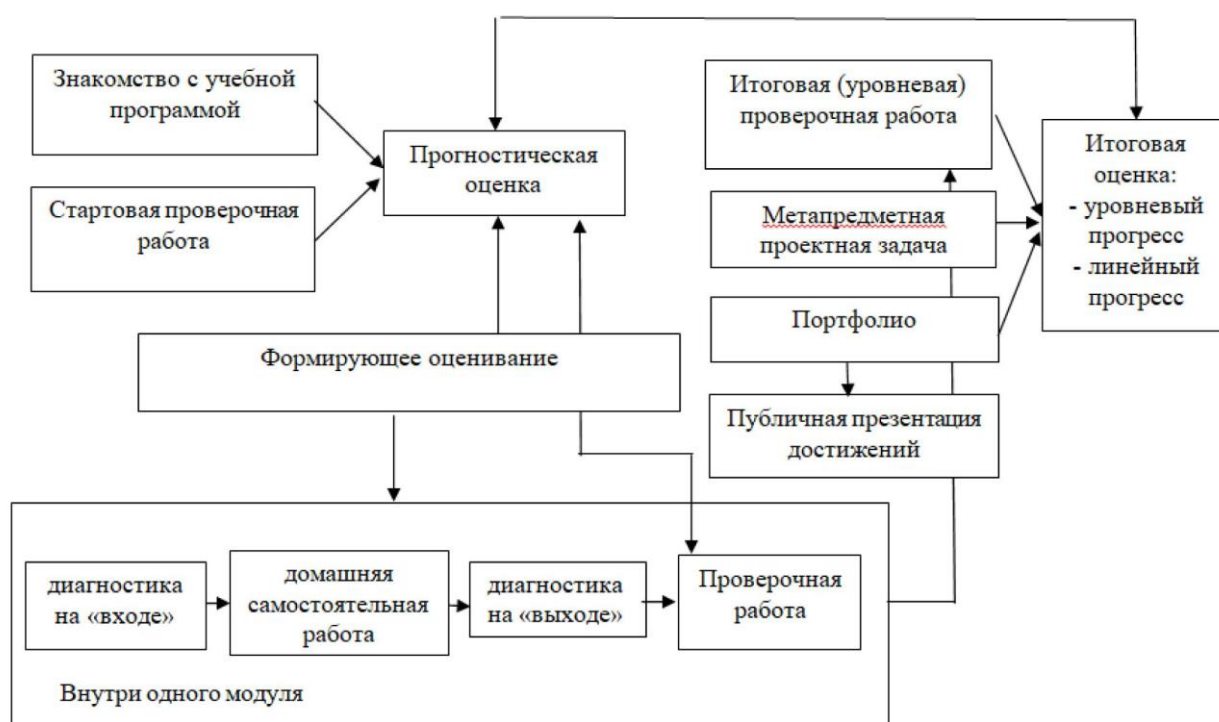 Знакомство с учебной
программой
Стартовая проверочная
работа
Прогностическая
оценка
Итоговая (уровневая)
проверочная работа
Метапредметная
проектная задача
Портфолио
Публичная презентация
достижений
Итоговая
оценка:
- уровневый
прогресс
- линейный
прогресс
Формирующее оценивание
диагностика
на «входе»
домашняя
самостоятельная
работа
диагностика
на «выходе»
Проверочная
работа
Внутри одного модуля